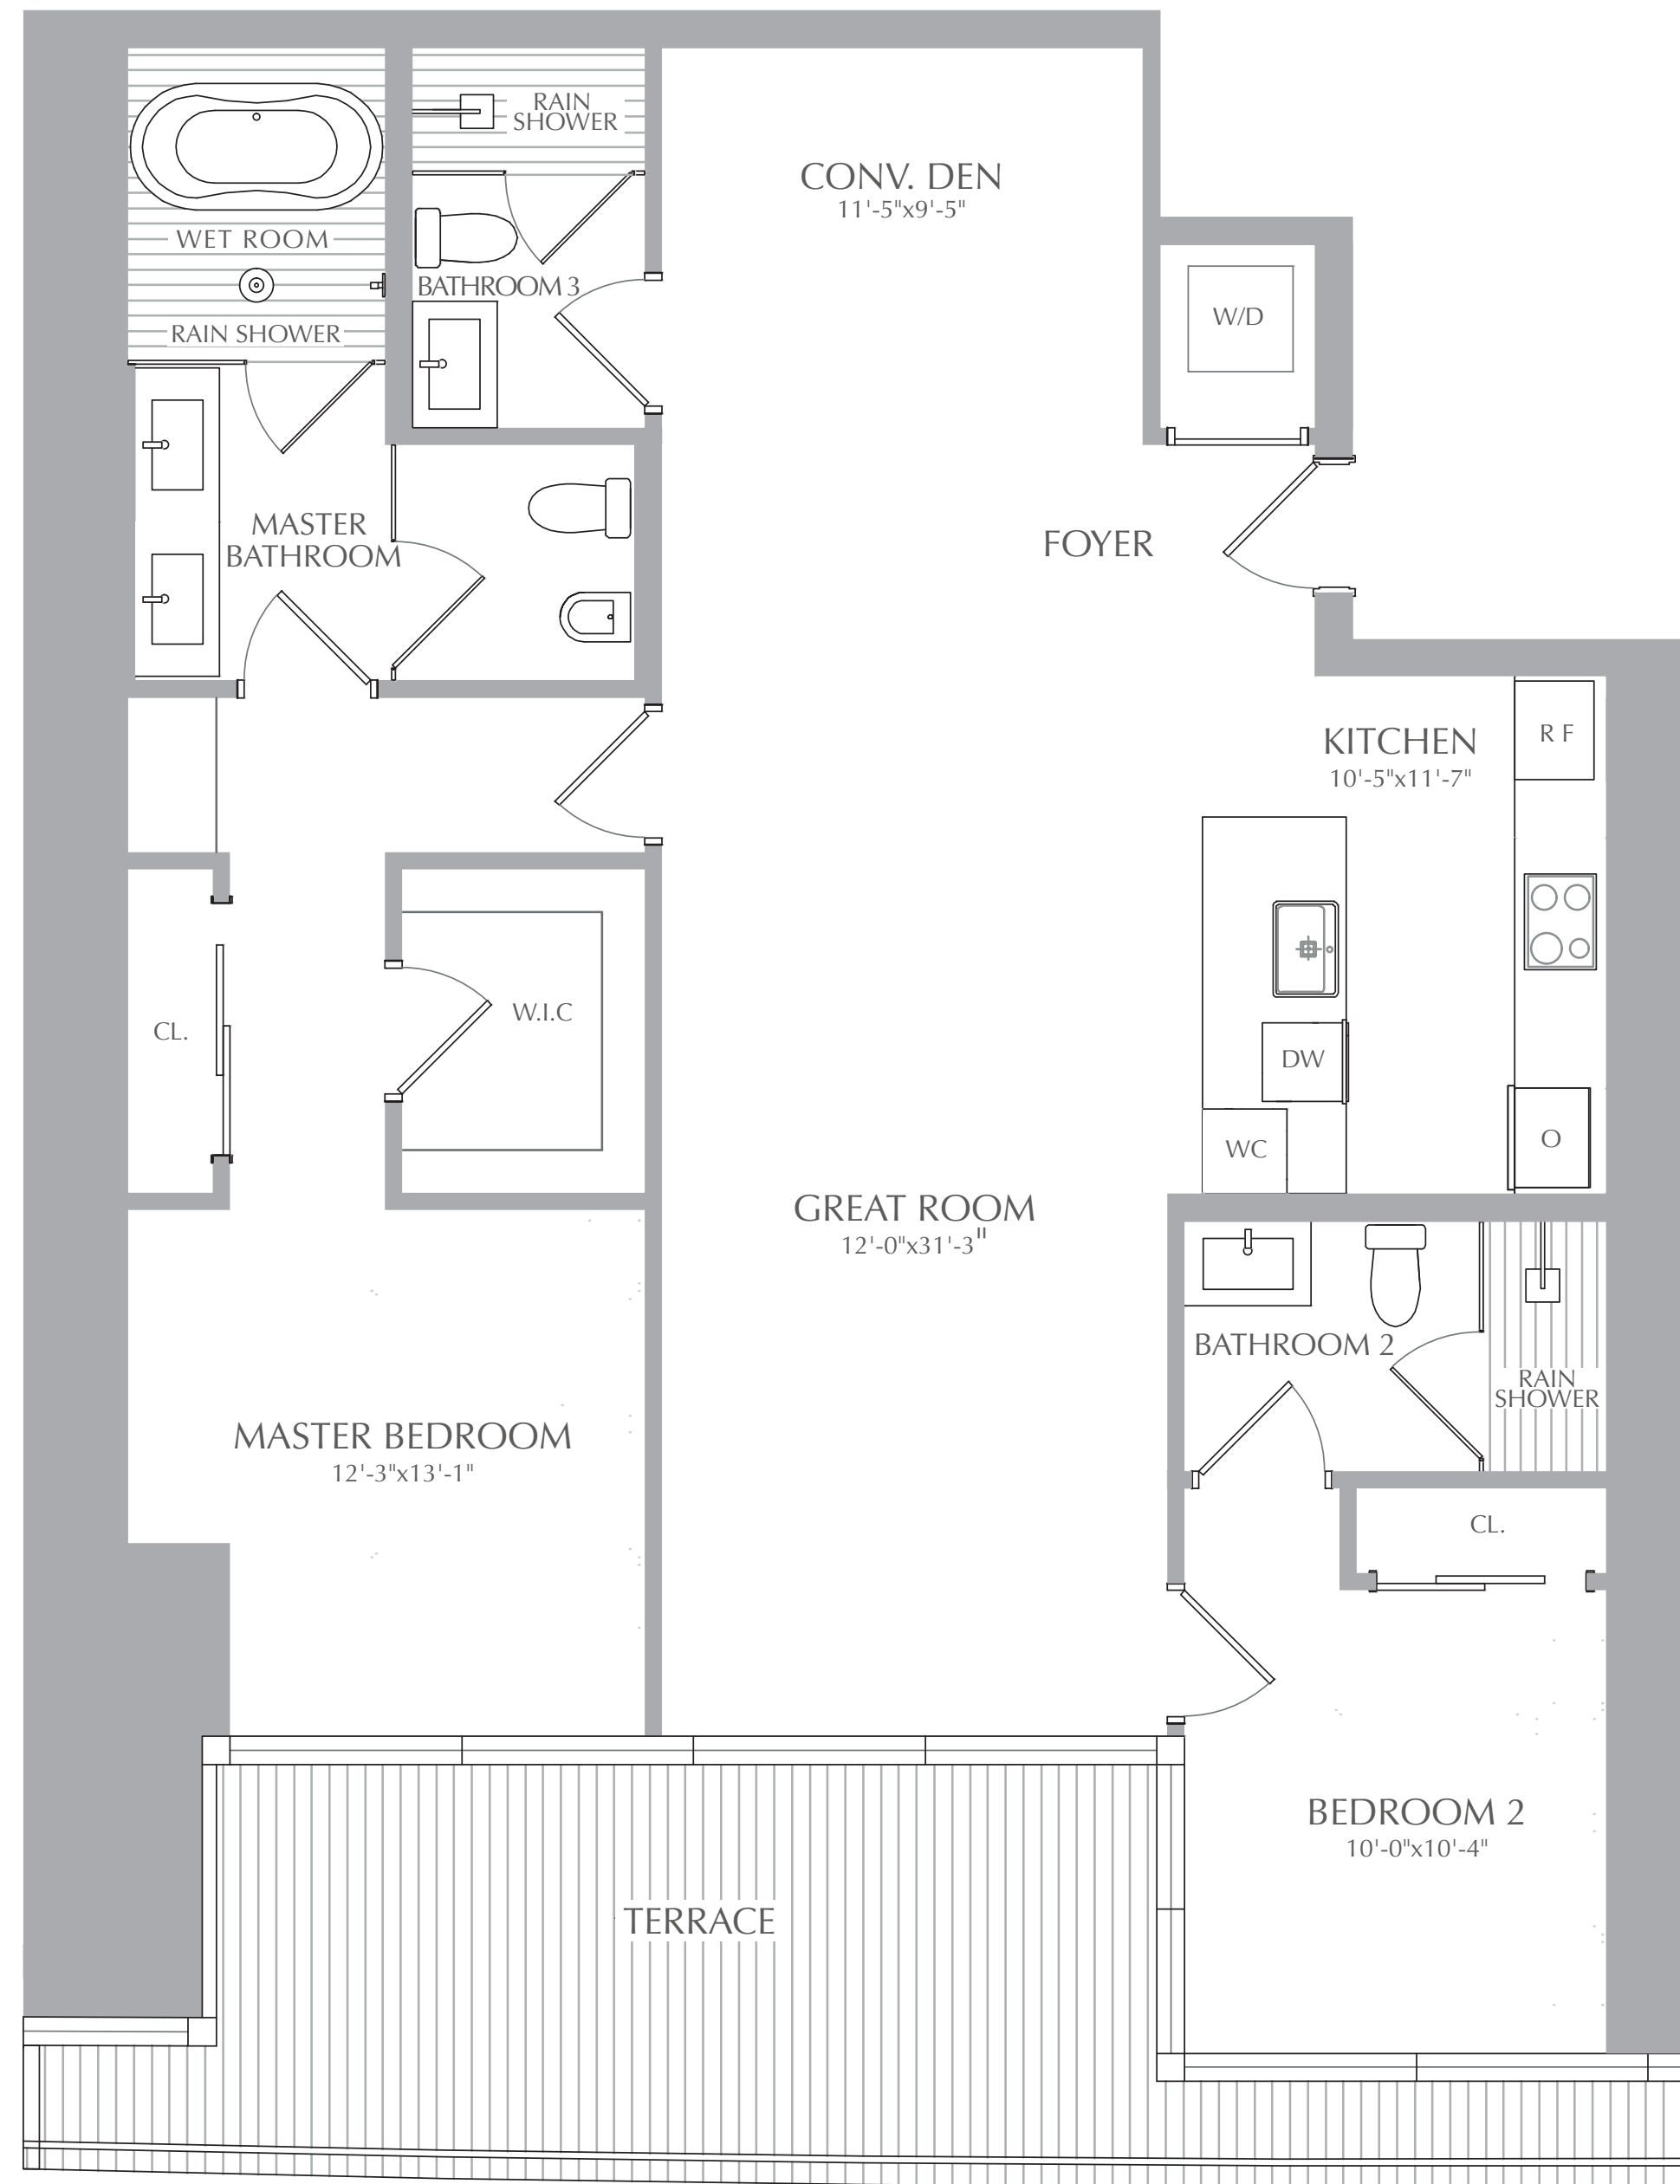 RAIN
SHOWER
WET ROOM
RAIN SHOWER
BATHROOM 3
CONV. DEN
11'-5"x9'-5"
W/D
MASTER
BATHROOM
FOYER
KITCHEN
10'-5"x11'-7"
R F
CL.
W.I.C
DW
WC
O
GREAT ROOM
12'-0"x31'-3"
BATHROOM 2
RAIN
SHOWER
MASTER BEDROOM
12'-3"x13'-1"
CL.
BEDROOM 2
10'-0"x10'-4"
TERRACE